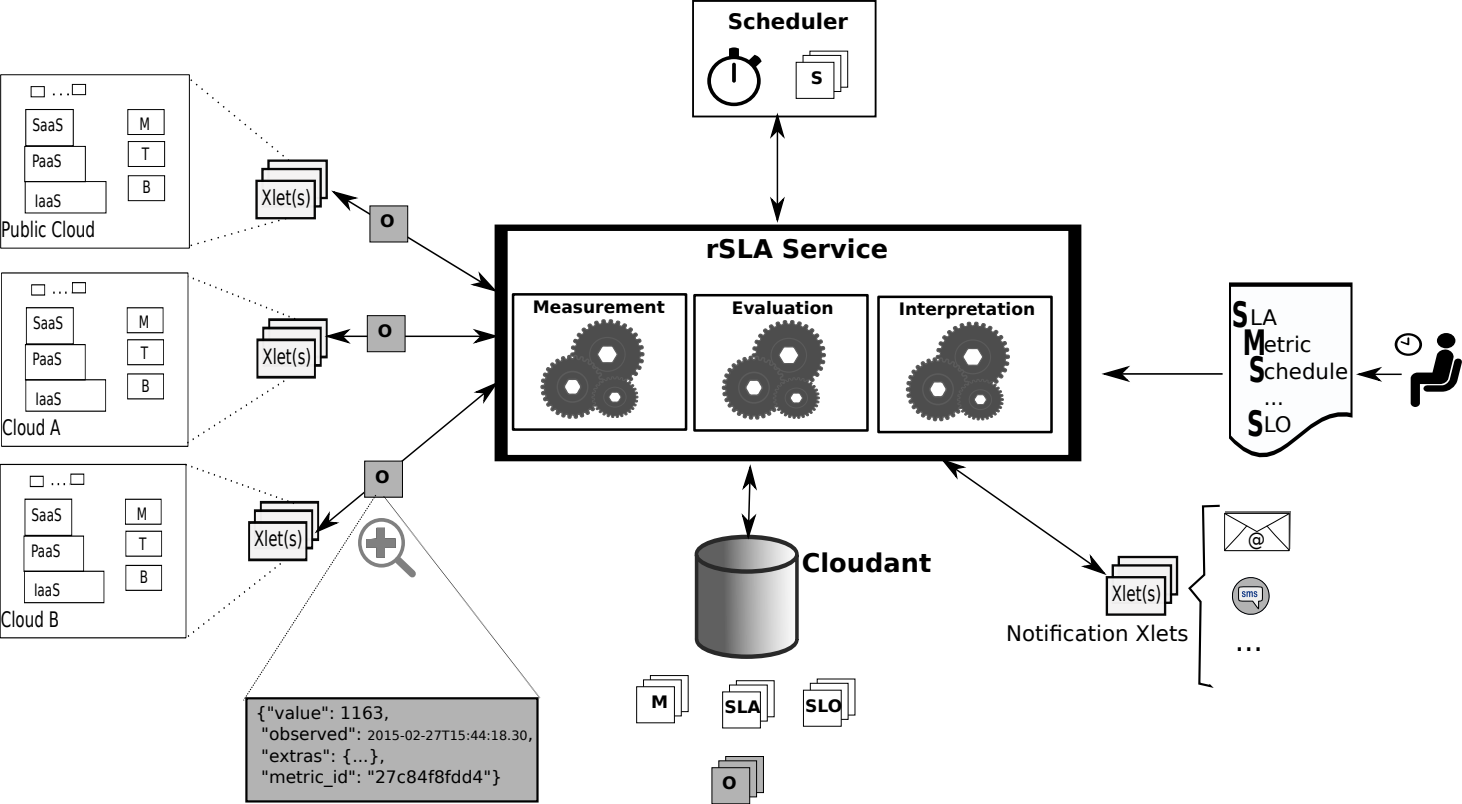 Scheduler
S
...
SaaS
M
PaaS
T
IaaS
B
Public Cloud
Xlet(s)
O
rSLA Service
Measurement
Evaluation
Interpretation
...
SaaS
M
PaaS
T
IaaS
B
Cloud A
Xlet(s)
O
SLA
Metric
Schedule
...
SLO
...
SaaS
M
PaaS
T
IaaS
B
Cloud B
Xlet(s)
O
Cloudant
M
SLA
SLO
O
Xlet(s)
Notification Xlets
@
sms
...
{"value": 1163,
"observed": 2015-02-27T15:44:18.30,
"extras": {...},
"metric_id": "27c84f8fdd4"}